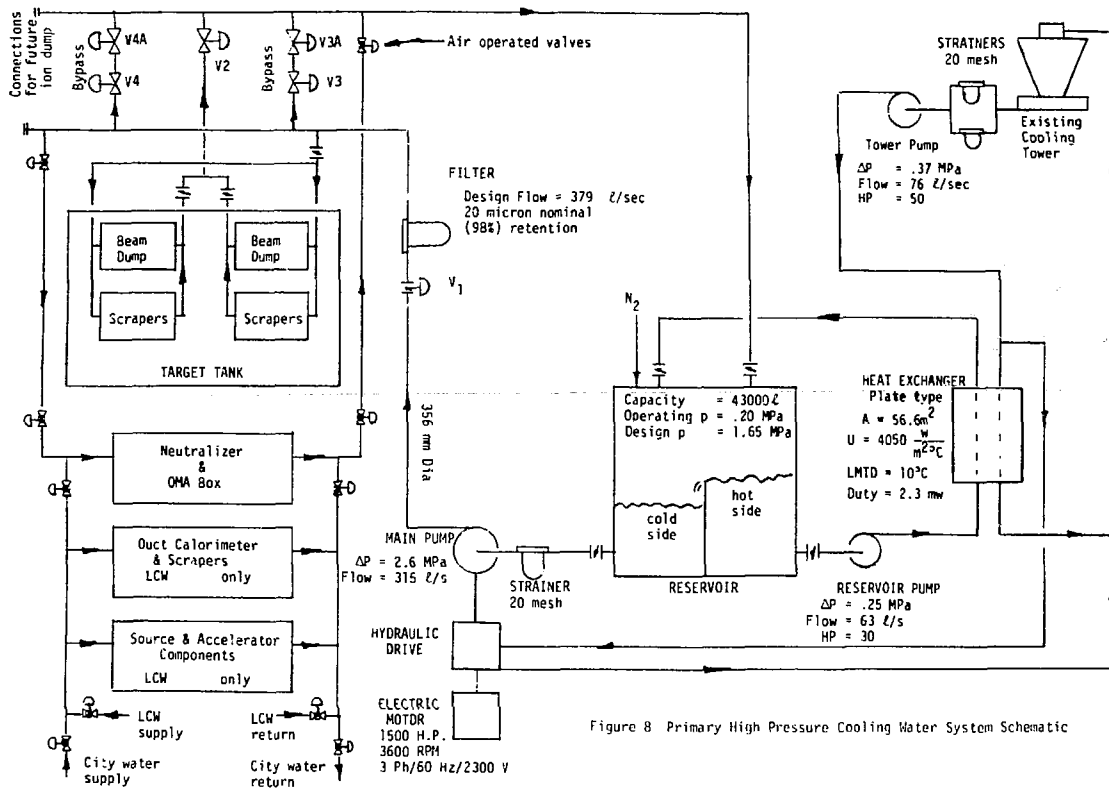 Connections
for future
ion dump
Bypass
V4A
V4
V2
Bypass
V3A
V3
Air operated valves
STRAINERS
20 mesh
Existing
Cooling
Tower
Tower Pump
ΔP = .37 MPa
Flow = 76 ℓ/sec
HP = 50
FILTER
Design Flow = 379 ℓ/sec
20 micron nominal
(98%) retention
V1
Beam
Dump
Beam
Dump
Scrapers
Scrapers
TARGET TANK
356 mm Dia
N2
Capacity = 43000ℓ
Operating p = .20 MPa
Design p = 1.65 MPa
cold
side
hot
side
RESERVOIR
HEAT EXCHANGER
Plate type
A = 56.6m2
U = 4050 w/m2°C
LMTD = 10°C
Duty = 2.3 mw
Neutralizer
&
OMA Box
Duct Calorimeter
& Scrapers
LCW only
Source & Accelerator
Components
LCW only
MAIN PUMP
ΔP = 2.6 MPa
Flow = 315 ℓ/s
STRAINER
20 mesh
RESERVOIR PUMP
ΔP = .25 MPa
Flow = 63 ℓ/s
HP = 30
HYDRAULIC
DRIVE
ELECTRIC
MOTOR
1500 H.P.
3600 RPM
3 Ph/60 Hz/2300 V
LCW
supply
LCW
return
City water
supply
City water
return
Figure 8 Primary High Pressure Cooling Water System Schematic